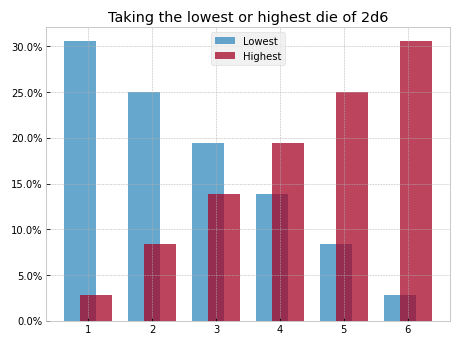 Taking the lowest or highest die of 2d6
Lowest
Highest
30.0%
25.0%
20.0%
15.0%
10.0%
5.0%
0.0%
1 2 3 4 5 6